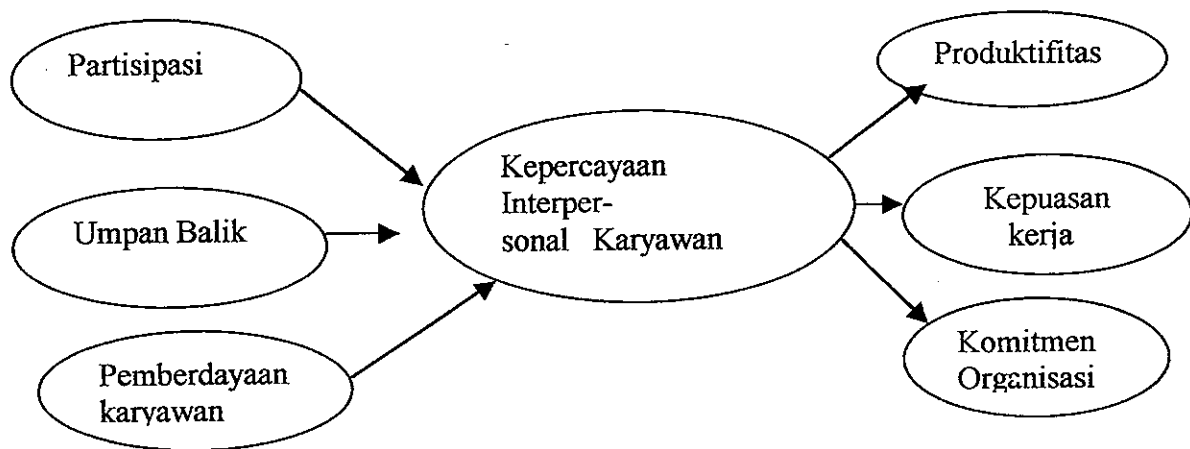 Partisipasi
Umpan Balik
Pemberdayaan
karyawan
Kepercayaan
Interper-
sonal Karyawan
Produktifitas
Kepuasan
kerja
Komitmen
Organisasi